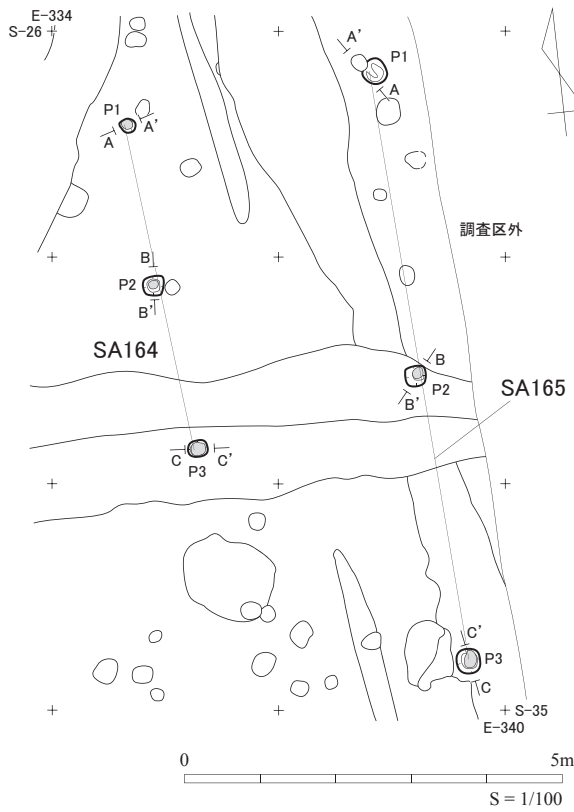 E-334
S-26
A'
P1
A
P1
A'
A
調査区外
B
P2
B'
SA164
B
P2
B'
SA165
C
C'
P3
C'
P3
C
S-35
E-340
0
5m
S = 1/100